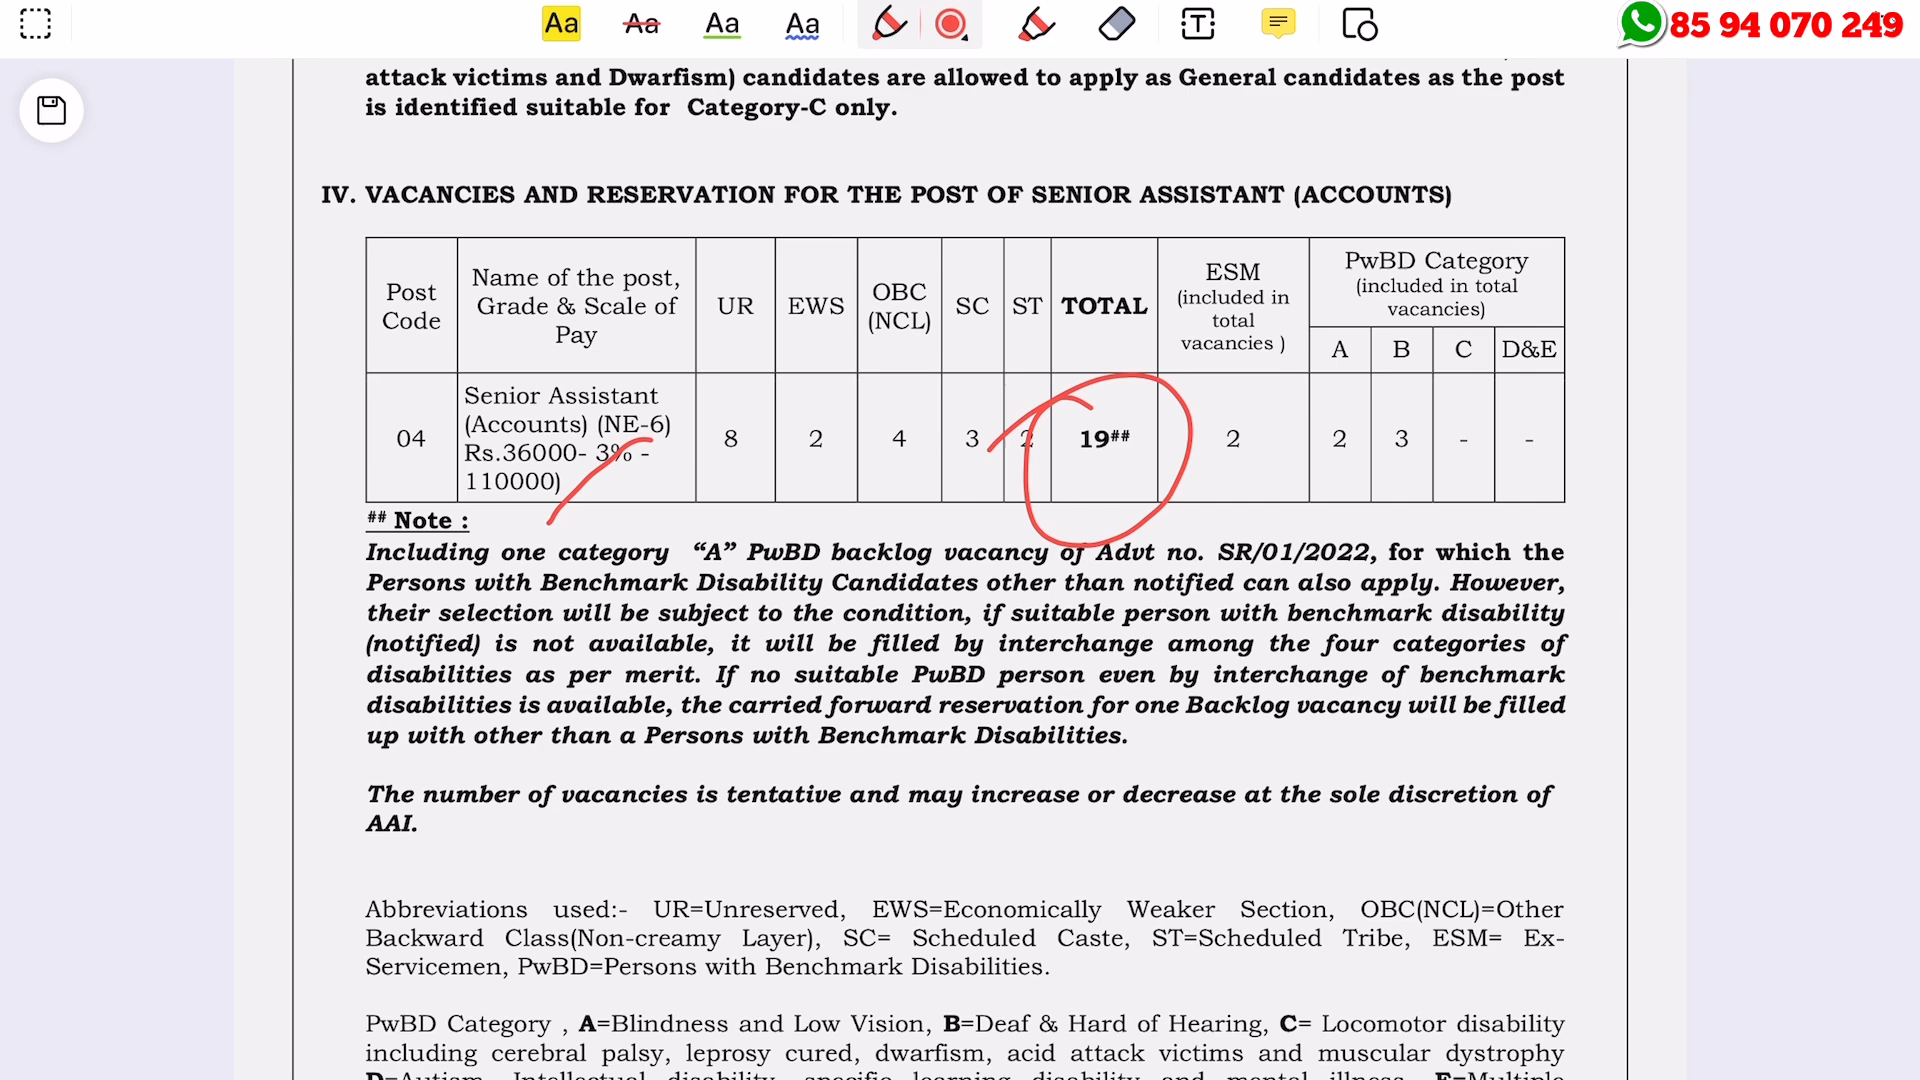 Aa Aa Aa Aa T
85 94 070 249
attack victims and Dwarfism) candidates are allowed to apply as General candidates as the post
is identified suitable for Category-C only.
IV. VACANCIES AND RESERVATION FOR THE POST OF SENIOR ASSISTANT (ACCOUNTS)
Post Code
Name of the post, Grade & Scale of Pay
UR
EWS
OBC (NCL)
SC
ST
TOTAL
ESM (included in total vacancies )
PwBD Category (included in total vacancies)
A B C D&E
04
Senior Assistant
(Accounts) (NE-6)
Rs.36000- 3% -
110000)
8 2 4 3 2 19## 2 2 3 - -
## Note :
Including one category “A” PwBD backlog vacancy of Advt no. SR/01/2022, for which the
Persons with Benchmark Disability Candidates other than notified can also apply. However,
their selection will be subject to the condition, if suitable person with benchmark disability
(notified) is not available, it will be filled by interchange among the four categories of
disabilities as per merit. If no suitable PwBD person even by interchange of benchmark
disabilities is available, the carried forward reservation for one Backlog vacancy will be filled
up with other than a Persons with Benchmark Disabilities.
The number of vacancies is tentative and may increase or decrease at the sole discretion of
AAI.
Abbreviations used:- UR=Unreserved, EWS=Economically Weaker Section, OBC(NCL)=Other
Backward Class(Non-creamy Layer), SC= Scheduled Caste, ST=Scheduled Tribe, ESM= Ex-
Servicemen, PwBD=Persons with Benchmark Disabilities.
PwBD Category , A=Blindness and Low Vision, B=Deaf & Hard of Hearing, C= Locomotor disability
including cerebral palsy, leprosy cured, dwarfism, acid attack victims and muscular dystrophy
D=Autism, Intellectual disability, specific learning disability and mental illness, E=Multiple